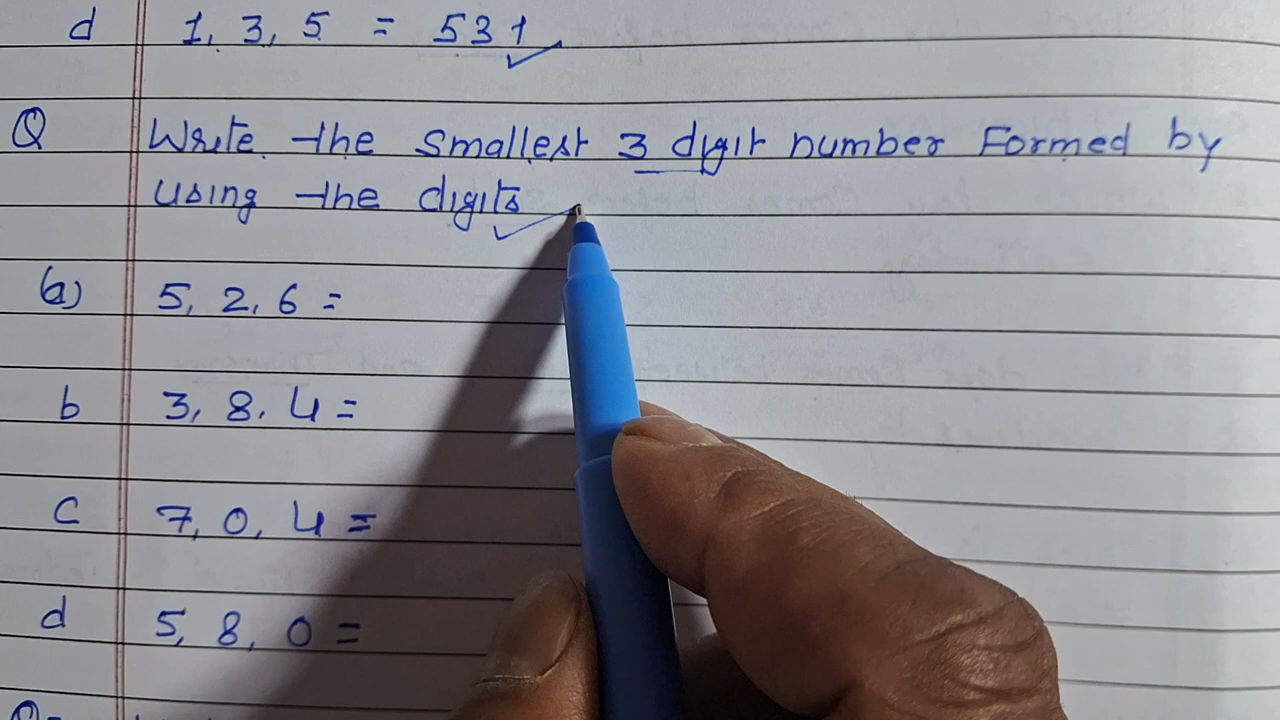 d 1, 3, 5 = 531
Q Write the smallest 3 digit number Formed by
using the digits
(a) 5, 2, 6 =
b 3, 8, 4 =
c 7, 0, 4 =
d 5, 8, 0 =